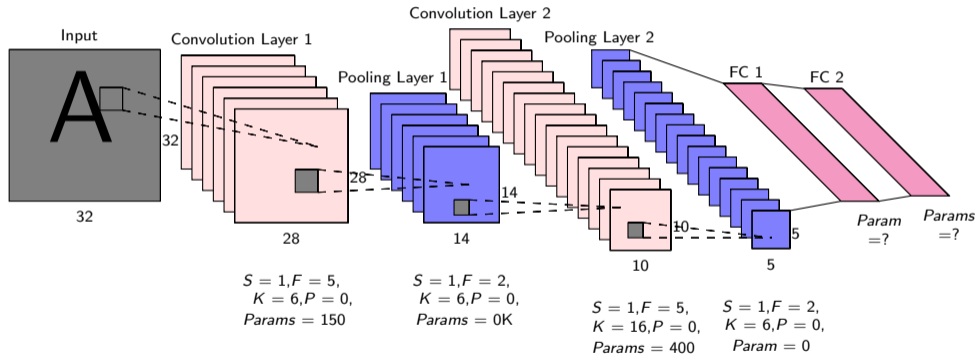 Input
A
32
32
Convolution Layer 1
28
28
S = 1,F = 5,
K = 6,P = 0,
Params = 150
Pooling Layer 1
14
14
S = 1,F = 2,
K = 6,P = 0,
Params = 0K
Convolution Layer 2
10
10
S = 1,F = 5,
K = 16,P = 0,
Params = 400
Pooling Layer 2
5
5
S = 1,F = 2,
K = 6,P = 0,
Param = 0
FC 1
Param
=?
FC 2
Params
=?